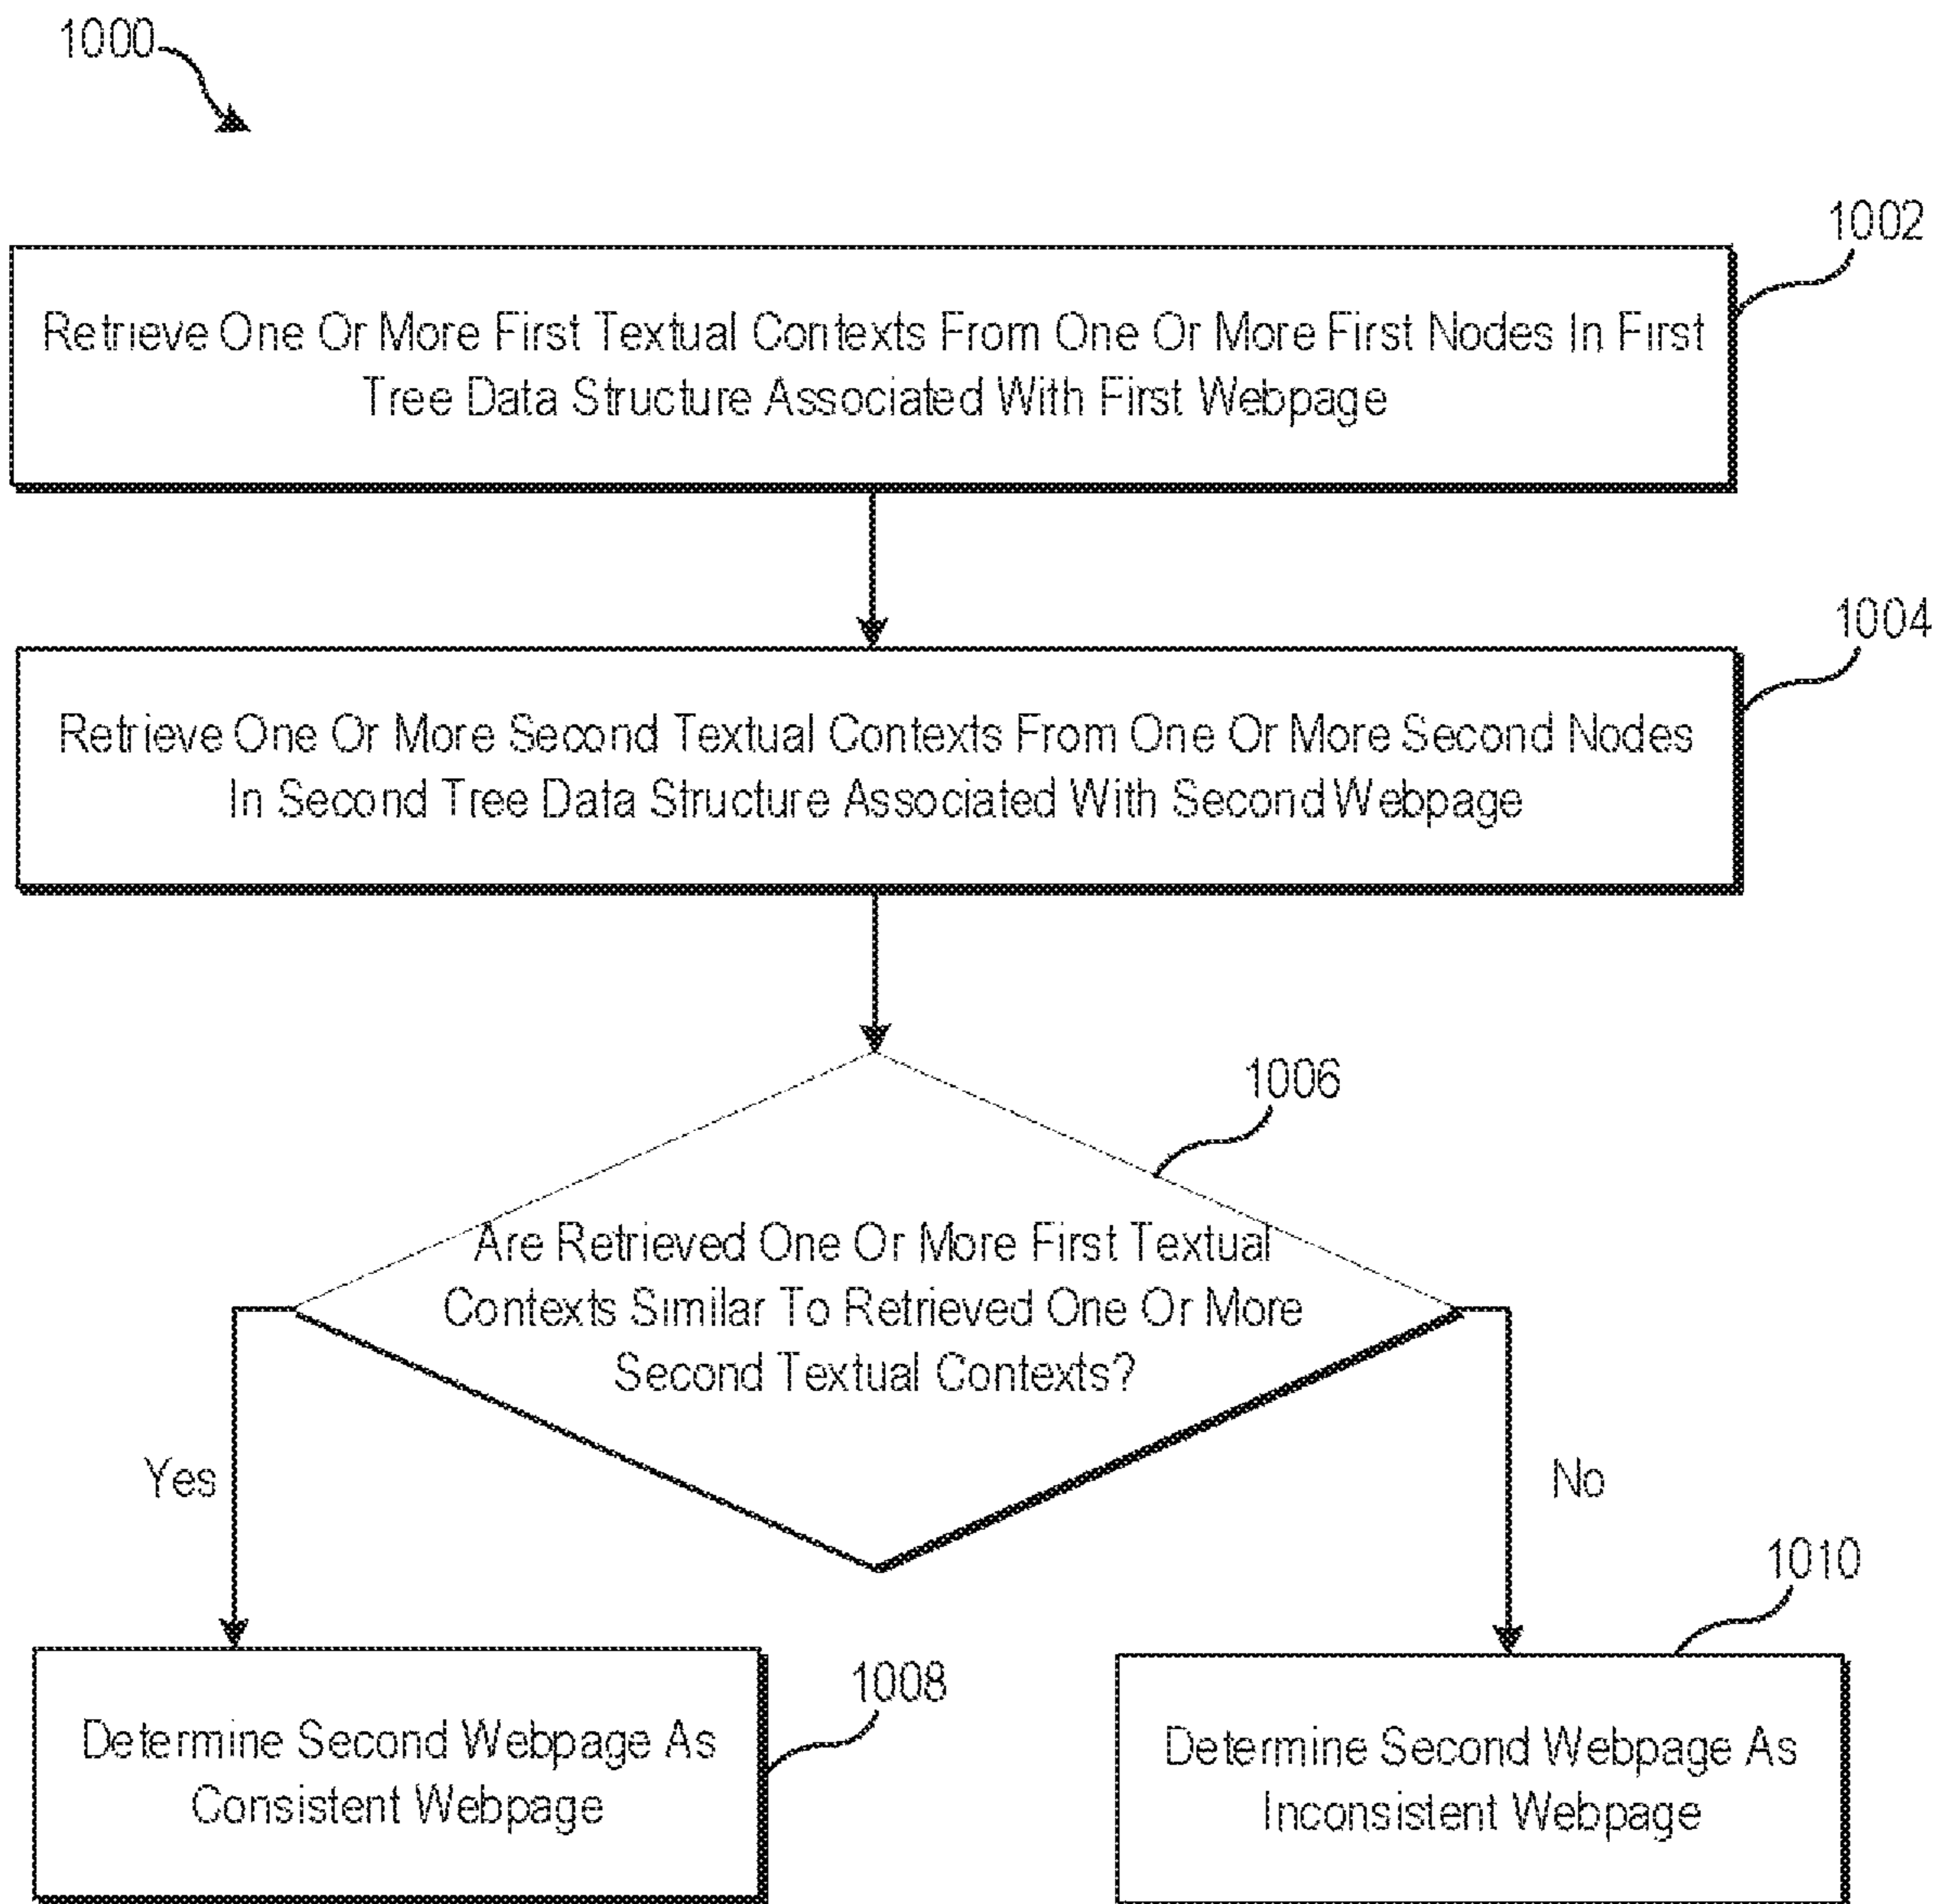 1000
1002
Retrieve One Or More First Textual Contexts From One Or More First Nodes In First
Tree Data Structure Associated With First Webpage
1004
Retrieve One Or More Second Textual Contexts From One Or More Second Nodes
In Second Tree Data Structure Associated With Second Webpage
1006
Are Retrieved One Or More First Textual
Contexts Similar To Retrieved One Or More
Second Textual Contexts?
Yes
No
1008
Determine Second Webpage As
Consistent Webpage
1010
Determine Second Webpage As
Inconsistent Webpage